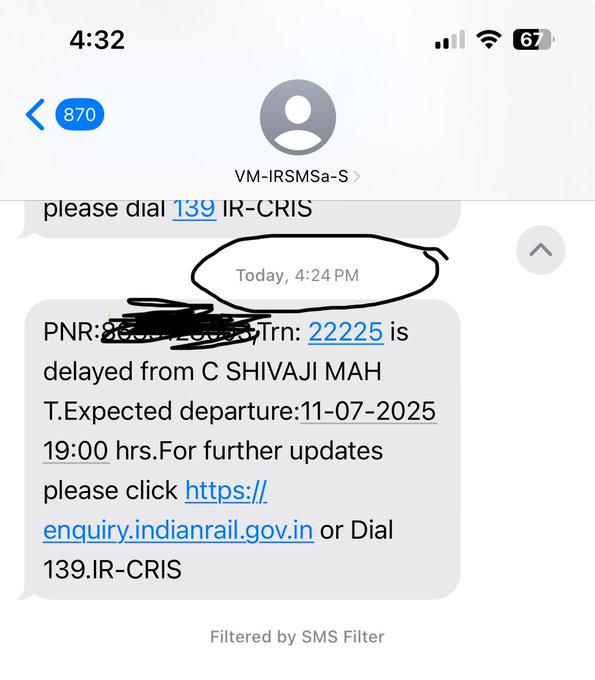 4:32
67
870
VM-IRSMSa-S
please dial 139 IR-CRIS
Today, 4:24 PM
PNR: Trn: 22225 is
delayed from C SHIVAJI MAH
T.Expected departure:11-07-2025
19:00 hrs.For further updates
please click https://
enquiry.indianrail.gov.in or Dial
139.IR-CRIS
Filtered by SMS Filter